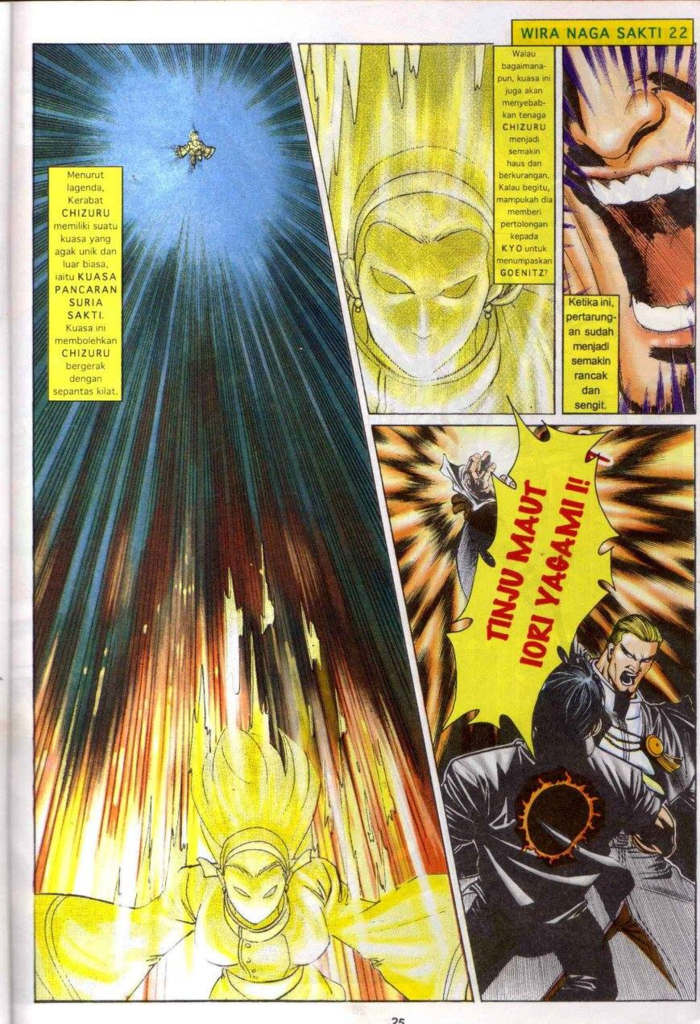 WIRA NAGA SAKTI 22
Menurut
lagenda,
Kerabat
CHIZURU
memiliki suatu
kuasa yang
agak unik dan
luar biasa,
iaitu KUASA
PANCARAN
SURIA
SAKTI.
Kuasa ini
membolehkan
CHIZURU
bergerak
dengan
sepantas kilat.
Walau
bagaimana-
pun, kuasa ini
juga akan
menyebab-
kan tenaga
CHIZURU
menjadi
semakin
haus dan
berkurangan.
Kalau begitu,
mampukah dia
memberi
pertolongan
kepada
KYO untuk
menumpaskan
GOENITZ?
Ketika ini,
pertarung-
an sudah
menjadi
semakin
rancak
dan
sengit.
TINJU MAUT
IORI YAGAMI I!
25